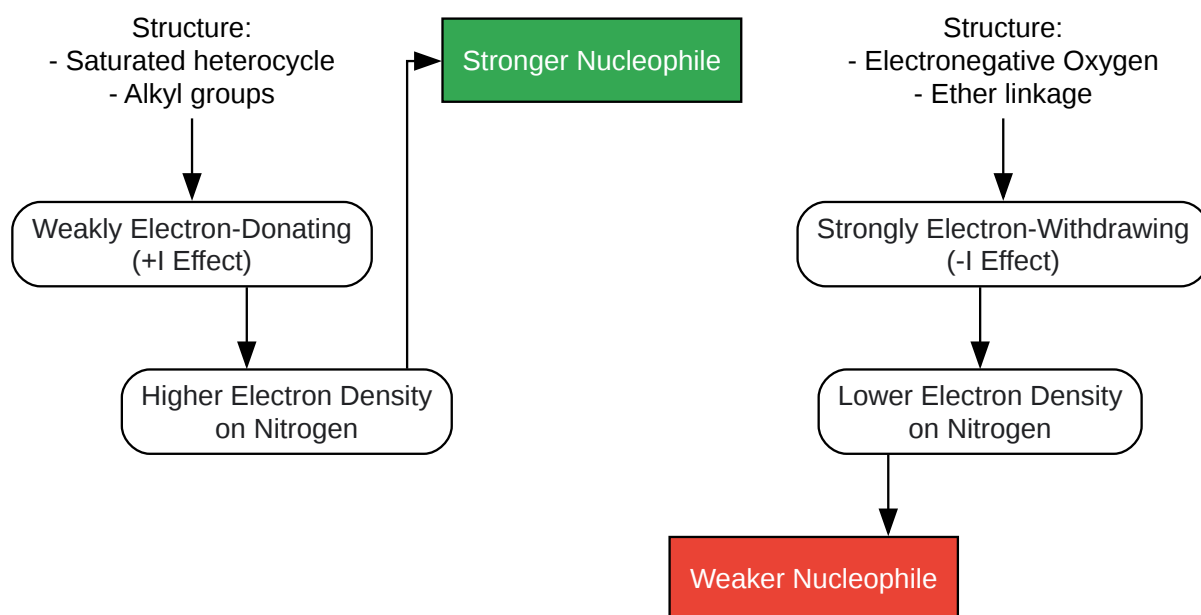 Structure:
- Saturated heterocycle
- Alkyl groups
Weakly Electron-Donating
(+I Effect)
Higher Electron Density
on Nitrogen
Stronger Nucleophile
Structure:
- Electronegative Oxygen
- Ether linkage
Strongly Electron-Withdrawing
(-I Effect)
Lower Electron Density
on Nitrogen
Weaker Nucleophile